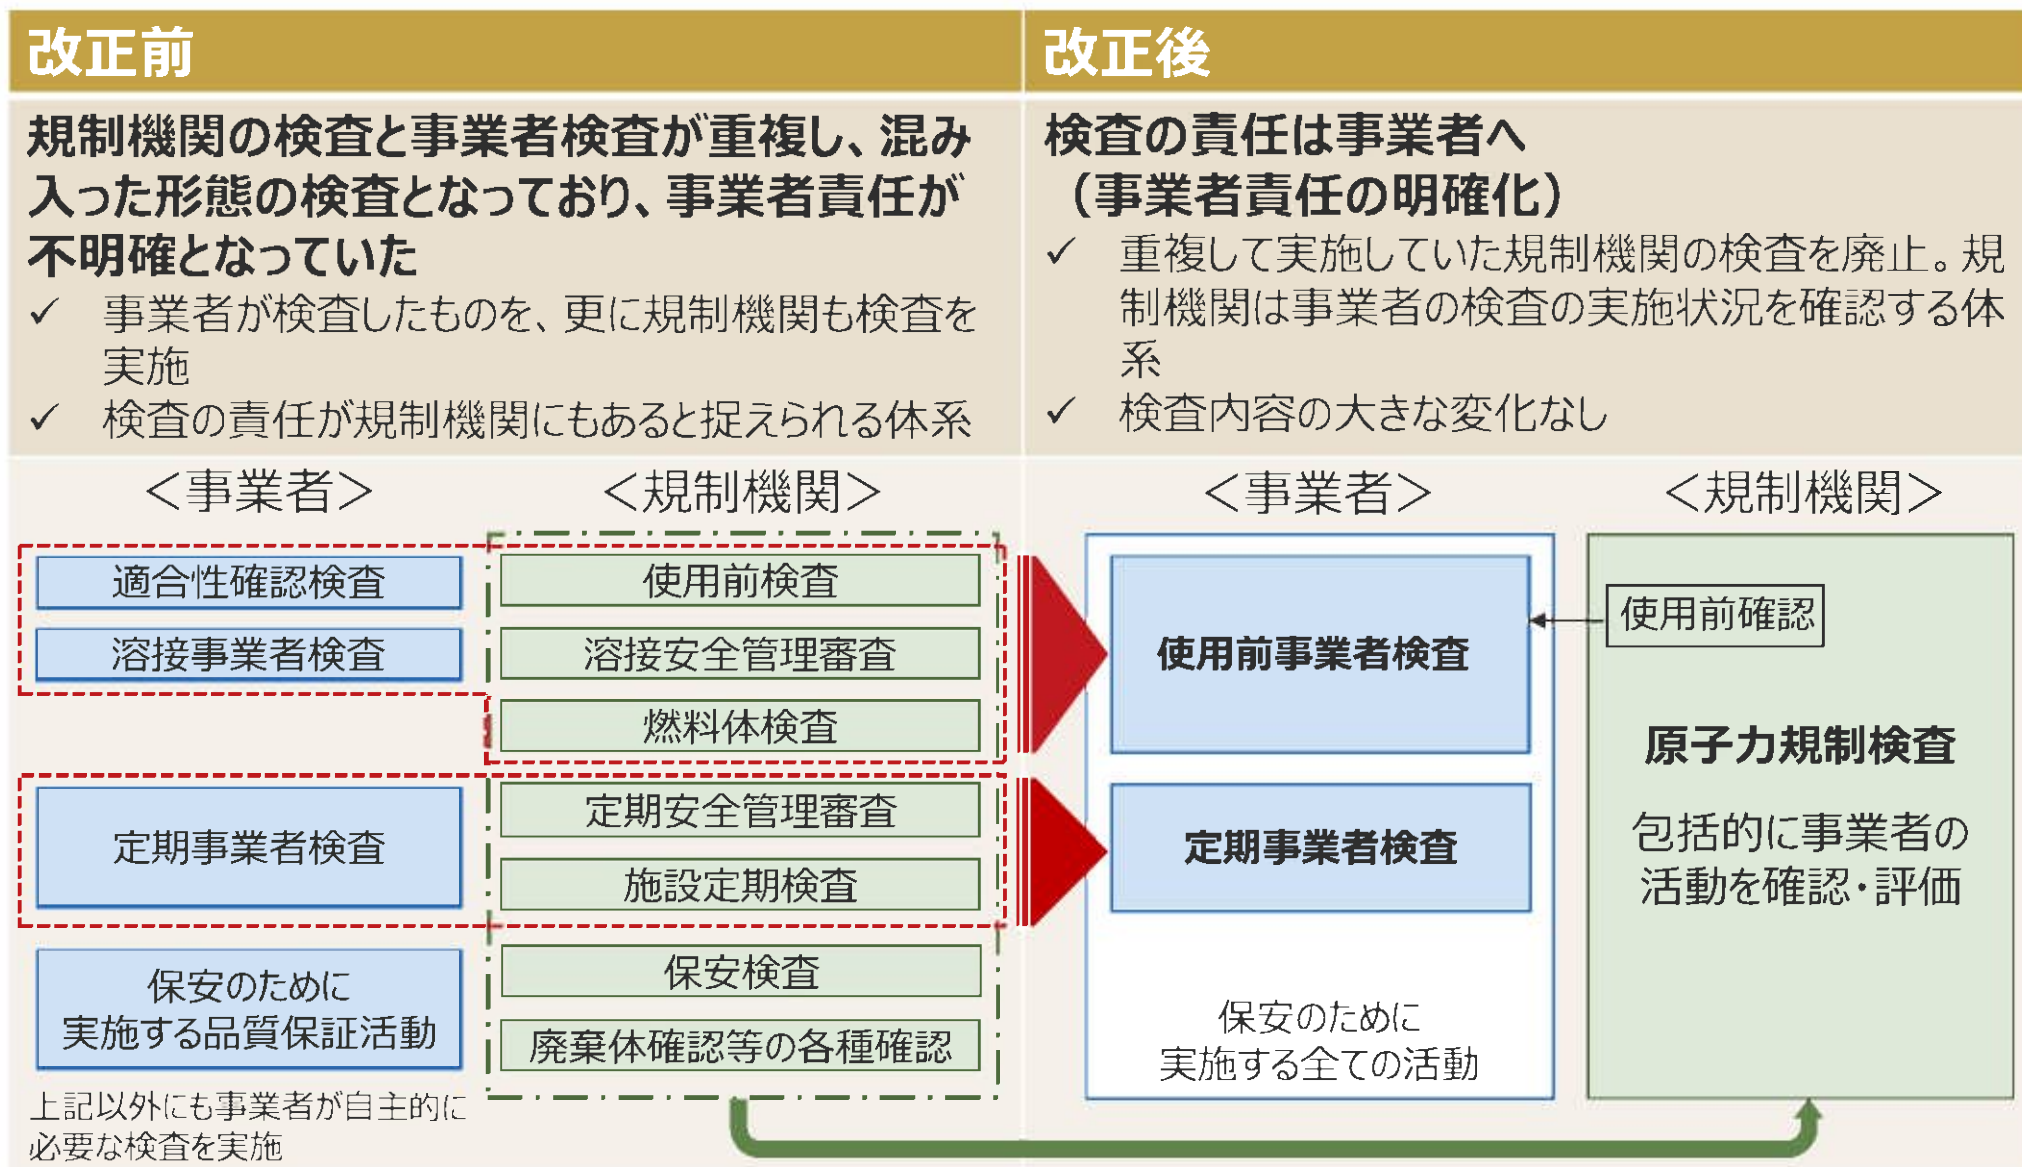 改正前
規制機関の検査と事業者検査が重複し、混み
入った形態の検査となっており、事業者責任が
不明確となっていた
✓ 事業者が検査したものを、更に規制機関も検査を
実施
✓ 検査の責任が規制機関にもあると捉えられる体系
改正後
検査の責任は事業者へ
（事業者責任の明確化）
✓ 重複して実施していた規制機関の検査を廃止。規
制機関は事業者の検査の実施状況を確認する体
系
✓ 検査内容の大きな変化なし
＜事業者＞
適合性確認検査
溶接事業者検査
定期事業者検査
保安のために
実施する品質保証活動
上記以外にも事業者が自主的に
必要な検査を実施
＜規制機関＞
使用前検査
溶接安全管理審査
燃料体検査
定期安全管理審査
施設定期検査
保安検査
廃棄体確認等の各種確認
＜事業者＞
使用前事業者検査
定期事業者検査
保安のために
実施する全ての活動
＜規制機関＞
使用前確認
原子力規制検査
包括的に事業者の
活動を確認・評価